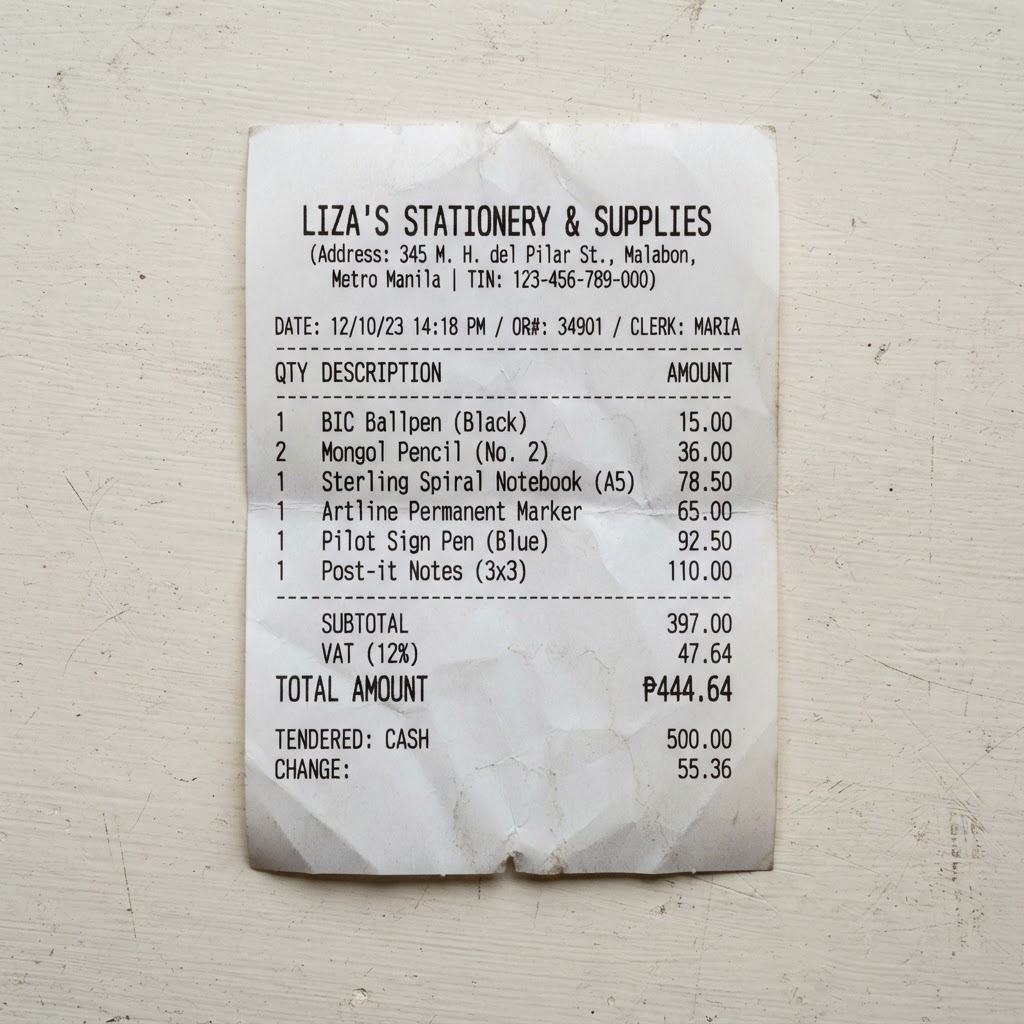 LIZA'S STATIONERY & SUPPLIES
(Address: 345 M. H. del Pilar St., Malabon,
Metro Manila | TIN: 123-456-789-000)
DATE: 12/10/23 14:18 PM / OR#: 34901 / CLERK: MARIA
QTY DESCRIPTION AMOUNT
1 BIC Ballpen (Black) 15.00
2 Mongol Pencil (No. 2) 36.00
1 Sterling Spiral Notebook (A5) 78.50
1 Artline Permanent Marker 65.00
1 Pilot Sign Pen (Blue) 92.50
1 Post-it Notes (3x3) 110.00
SUBTOTAL 397.00
VAT (12%) 47.64
TOTAL AMOUNT ₱444.64
TENDERED: CASH 500.00
CHANGE: 55.36